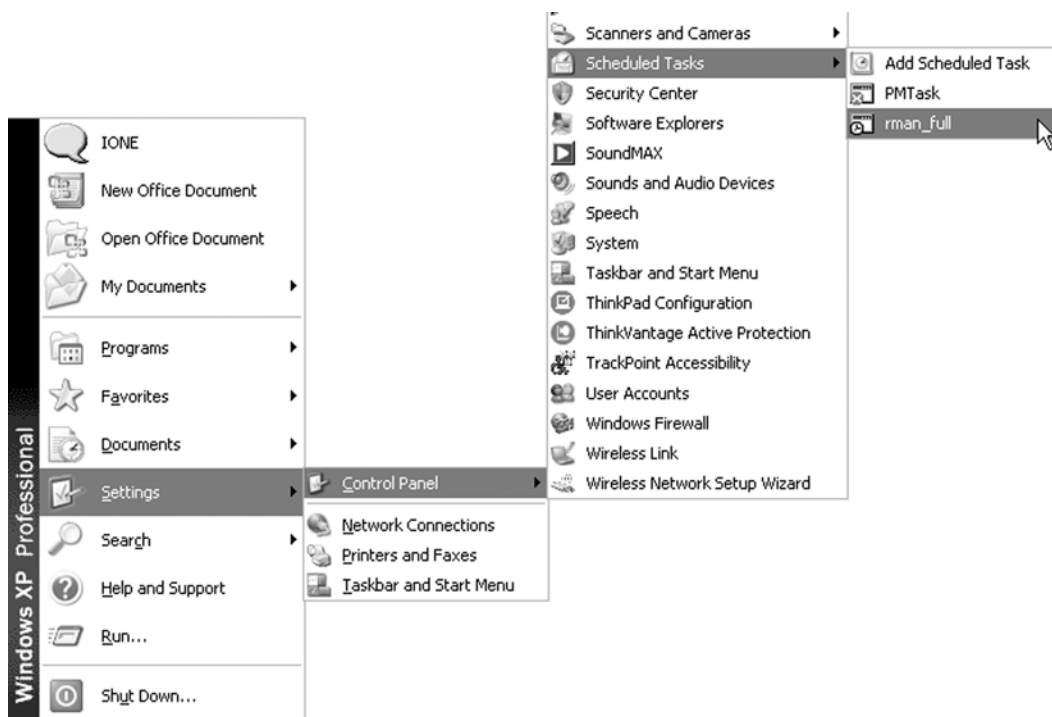 IONE
New Office Document
Open Office Document
My Documents
Programs
Favorites
Documents
Settings
Search
Help and Support
Run...
Shut Down...
Windows XP Professional
Control Panel
Network Connections
Printers and Faxes
Taskbar and Start Menu
Scanners and Cameras
Scheduled Tasks
Security Center
Software Explorers
SoundMAX
Sounds and Audio Devices
Speech
System
Taskbar and Start Menu
ThinkPad Configuration
ThinkVantage Active Protection
TrackPoint Accessibility
User Accounts
Windows Firewall
Wireless Link
Wireless Network Setup Wizard
Add Scheduled Task
PMTask
rman_full